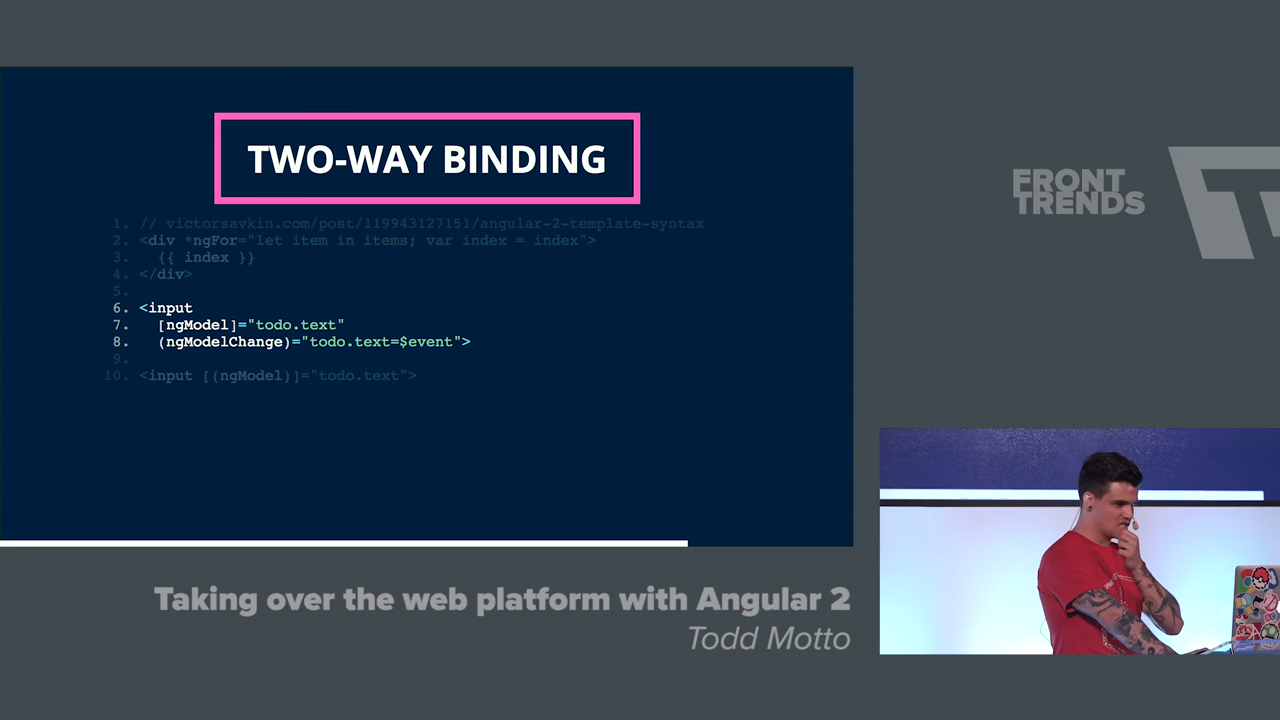 TWO-WAY BINDING
1. // victorsavkin.com/post/119943127151/angular-2-template-syntax
2. <div *ngFor="let item in items; var index = index">
3. {{ index }}
4. </div>
5.
6. <input
7. [ngModel]="todo.text"
8. (ngModelChange)="todo.text=$event">
9.
10. <input [(ngModel)]="todo.text">
Taking over the web platform with Angular 2
Todd Motto
FRONT
TRENDS